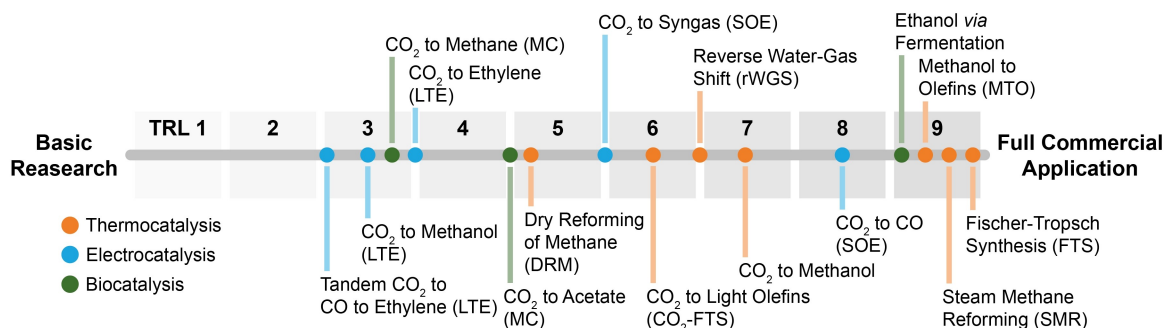 CO₂ to Syngas (SOE)
Ethanol via
Fermentation
CO₂ to Methane (MC)
Reverse Water-Gas
Shift (rWGS)
Methanol to
Olefins (MTO)
CO₂ to Ethylene
(LTE)
TRL 1 2 3 4 5 6 7 8 9
Basic
Reasearch
Full Commercial
Application
Thermocatalysis
Electrocatalysis
Biocatalysis
CO₂ to Methanol
(LTE)
Dry Reforming
of Methane
(DRM)
CO₂ to CO
(SOE)
Fischer-Tropsch
Synthesis (FTS)
CO₂ to Methanol
Tandem CO₂ to
CO to Ethylene (LTE)
CO₂ to Acetate
(MC)
CO₂ to Light Olefins
(CO₂-FTS)
Steam Methane
Reforming (SMR)